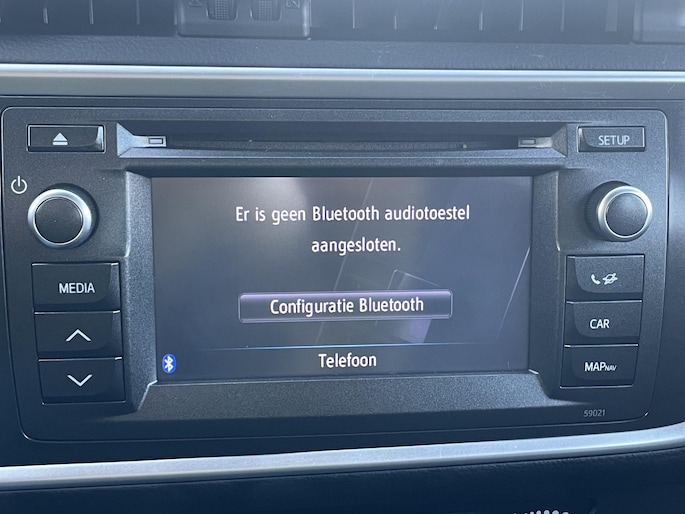 SETUP
Er is geen Bluetooth audiotoestel
aangesloten.
MEDIA
Configuratie Bluetooth
CAR
Telefoon
MAP NAV
59021